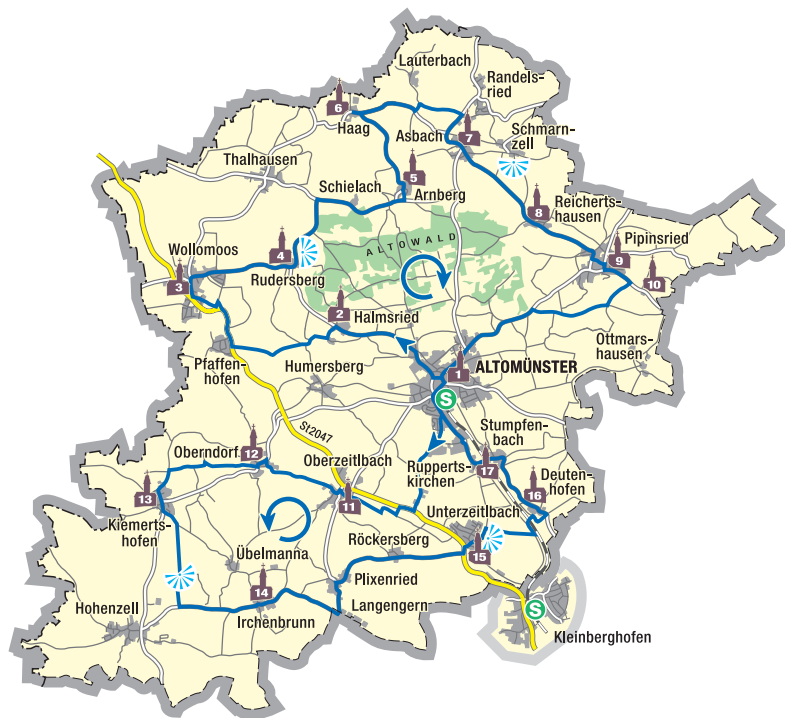 Lauterbach
Randels-
ried
6
Haag
Asbach
7
Schmarn-
zell
Thalhausen
5
Schielach
Arnberg
8
Reicherts-
hausen
Pipinsried
9
10
ALTOWALD
Wollomoos
4
3
Rudersberg
2
Halmsried
Ottmars-
hausen
Pfaffen-
hofen
Humersberg
1
ALTOMÜNSTER
S
St2047
Stumpfen-
bach
Oberndorf
12
Oberzeitlbach
Rupperts-
kirchen
17
Deuten-
hofen
16
13
Kiemerts-
hofen
11
Unterzeitlbach
Röckersberg
15
Übelmanna
14
Plixenried
Hohenzell
Irchenbrunn
Langengern
S
Kleinberghofen